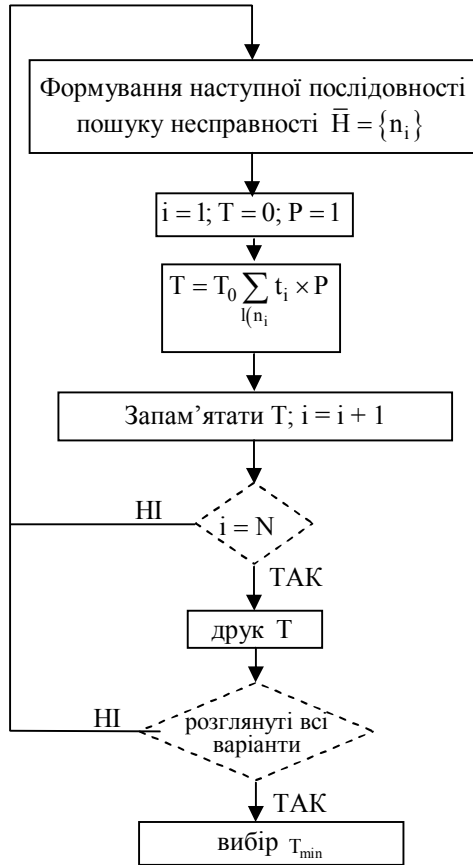 Формування наступної послідовності
пошуку несправності H̅ = {nᵢ}
i = 1; T = 0; P = 1
T = T₀ ∑ tᵢ × P
l(nᵢ
Запам’ятати T; i = i + 1
НІ
i = N
ТАК
друк T
НІ
розглянуті всі
варіанти
ТАК
вибір T_min